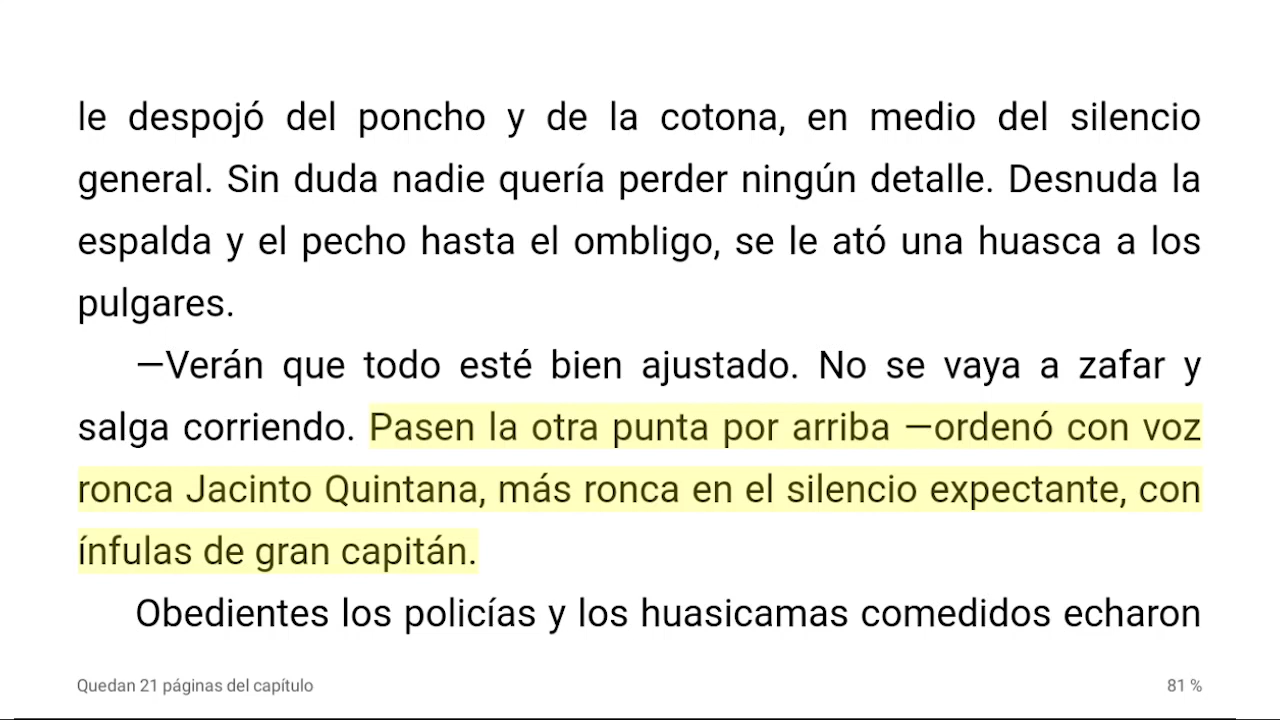 le despojó del poncho y de la cotona, en medio del silencio
general. Sin duda nadie quería perder ningún detalle. Desnuda la
espalda y el pecho hasta el ombligo, se le ató una huasca a los
pulgares.
—Verán que todo esté bien ajustado. No se vaya a zafar y
salga corriendo. Pasen la otra punta por arriba —ordenó con voz
ronca Jacinto Quintana, más ronca en el silencio expectante, con
ínfulas de gran capitán.
Obedientes los policías y los huasicamas comedidos echaron
Quedan 21 páginas del capítulo
81 %